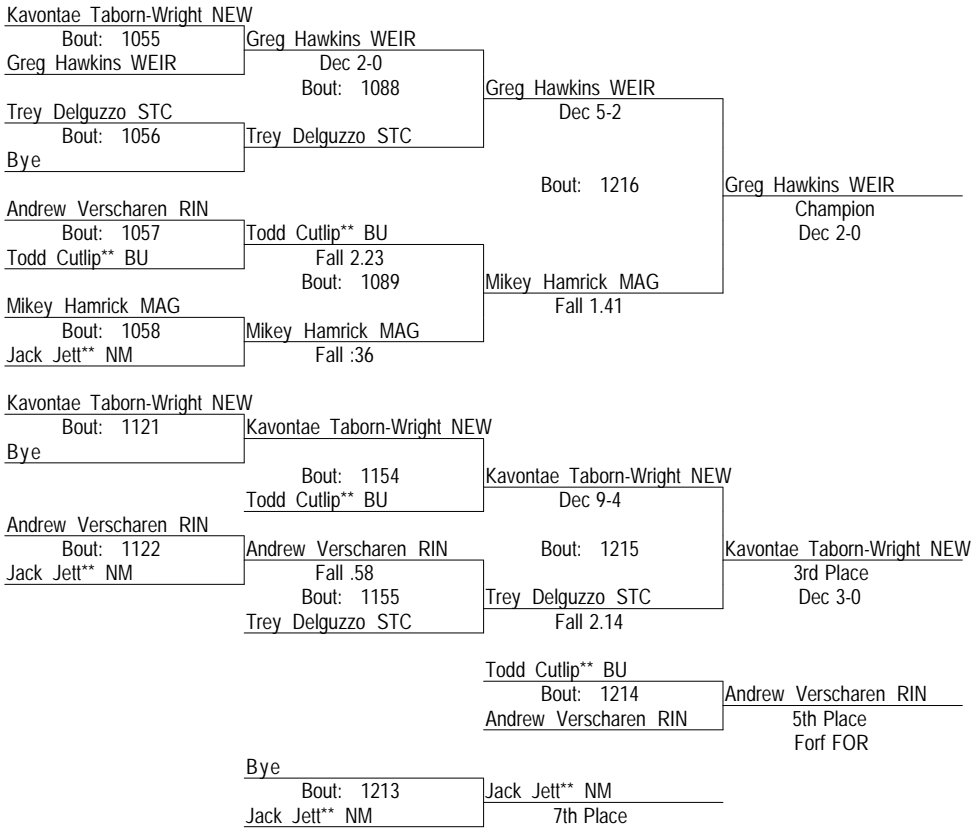 Kavontae Taborn-Wright NEW
Bout: 1055
Greg Hawkins WEIR
Greg Hawkins WEIR
Dec 2-0
Bout: 1088
Greg Hawkins WEIR
Dec 5-2
Trey Delguzzo STC
Bout: 1056
Trey Delguzzo STC
Bye
Bout: 1216
Greg Hawkins WEIR
Champion
Dec 2-0
Andrew Verscharen RIN
Bout: 1057
Todd Cutlip** BU
Todd Cutlip** BU
Fall 2.23
Bout: 1089
Mikey Hamrick MAG
Fall 1.41
Mikey Hamrick MAG
Bout: 1058
Mikey Hamrick MAG
Jack Jett** NM
Fall :36
Kavontae Taborn-Wright NEW
Bout: 1121
Kavontae Taborn-Wright NEW
Bye
Bout: 1154
Kavontae Taborn-Wright NEW
Todd Cutlip** BU
Dec 9-4
Andrew Verscharen RIN
Bout: 1122
Andrew Verscharen RIN
Bout: 1215
Kavontae Taborn-Wright NEW
Jack Jett** NM
Fall .58
3rd Place
Bout: 1155
Trey Delguzzo STC
Dec 3-0
Trey Delguzzo STC
Fall 2.14
Todd Cutlip** BU
Bout: 1214
Andrew Verscharen RIN
Andrew Verscharen RIN
5th Place
Forf FOR
Bye
Bout: 1213
Jack Jett** NM
Jack Jett** NM
7th Place